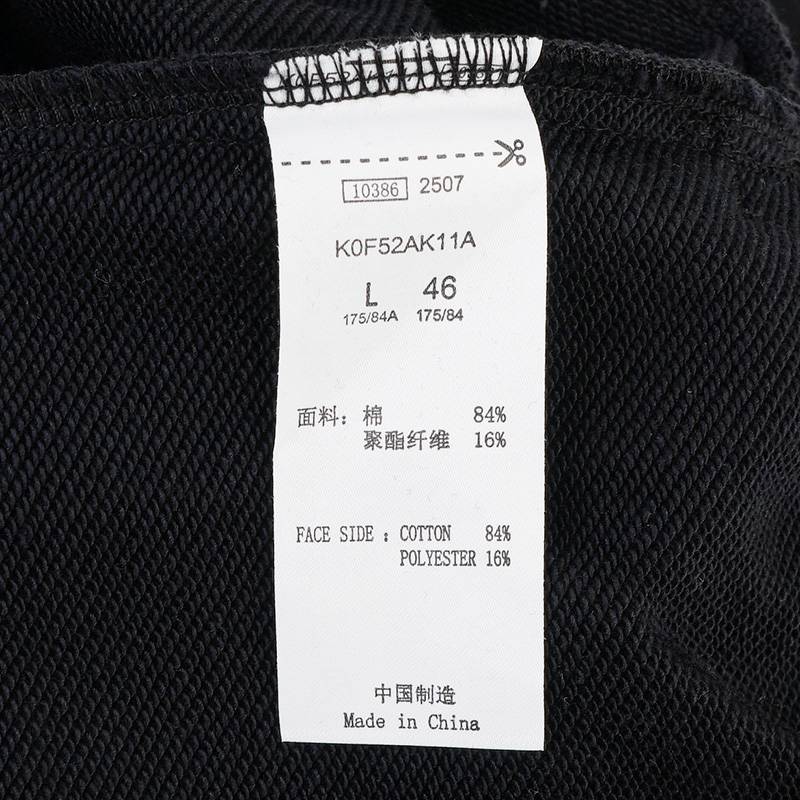 10386 2507
K0F52AK11A
L 46
175/84A 175/84
面料：棉 84%
聚酯纤维 16%
FACE SIDE : COTTON 84%
POLYESTER 16%
中国制造
Made in China